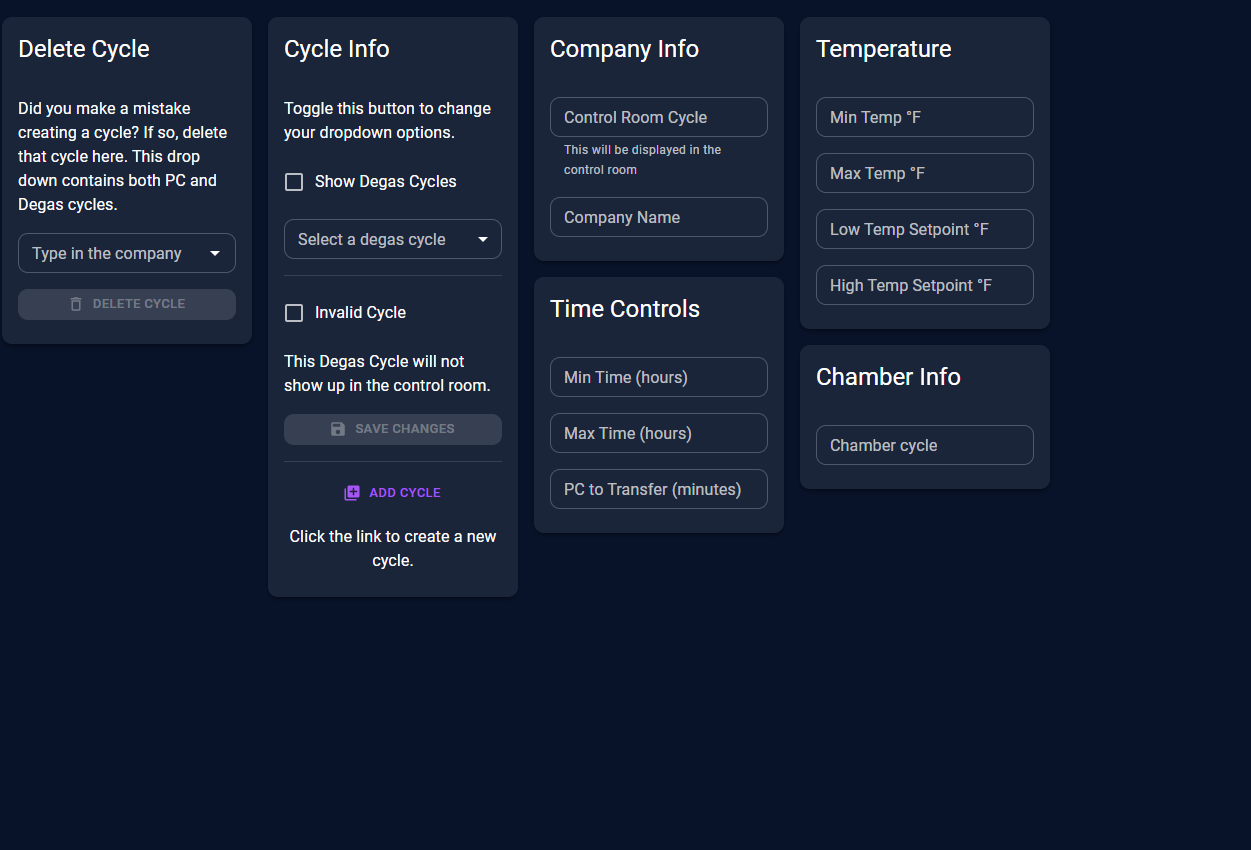 Delete Cycle
Did you make a mistake
creating a cycle? If so, delete
that cycle here. This drop
down contains both PC and
Degas cycles.
Type in the company
DELETE CYCLE
Cycle Info
Toggle this button to change
your dropdown options.
Show Degas Cycles
Select a degas cycle
Invalid Cycle
This Degas Cycle will not
show up in the control room.
SAVE CHANGES
ADD CYCLE
Click the link to create a new
cycle.
Company Info
Control Room Cycle
This will be displayed in the
control room
Company Name
Time Controls
Min Time (hours)
Max Time (hours)
PC to Transfer (minutes)
Temperature
Min Temp °F
Max Temp °F
Low Temp Setpoint °F
High Temp Setpoint °F
Chamber Info
Chamber cycle